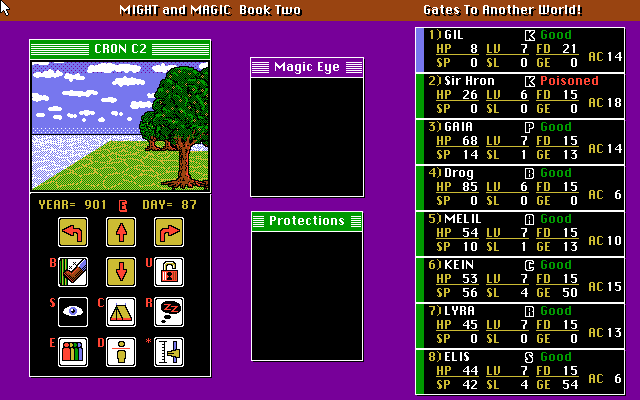 MIGHT and MAGIC Book Two
Gates To Another World!
CRON C2
YEAR= 901 E DAY= 87
B
U
S
C
R
E
D
*
Magic Eye
Protections
1) GIL K Good
HP 8 LV 7 FD 21
SP 0 SL 0 GE 0
AC 14
2) Sir Hron K Poisoned
HP 26 LV 6 FD 15
SP 0 SL 0 GE 0
AC 18
3) GAIA P Good
HP 68 LV 7 FD 15
SP 14 SL 1 GE 13
AC 14
4) Drog B Good
HP 85 LV 6 FD 15
SP 0 SL 0 GE 0
AC 6
5) MELIL A Good
HP 54 LV 7 FD 15
SP 10 SL 1 GE 13
AC 10
6) KEIN C Good
HP 53 LV 7 FD 15
SP 56 SL 4 GE 50
AC 15
7) LYRA R Good
HP 45 LV 7 FD 15
SP 0 SL 0 GE 0
AC 13
8) ELIS S Good
HP 44 LV 7 FD 15
SP 42 SL 4 GE 54
AC 6